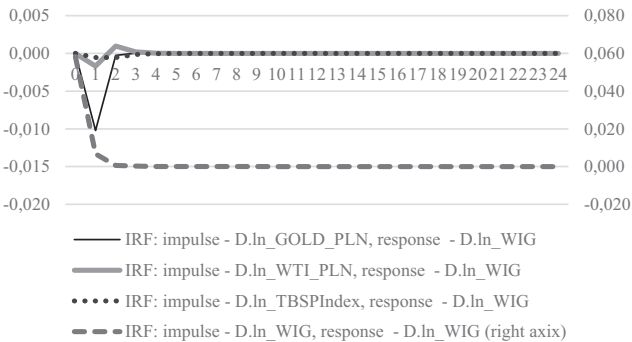 0,005 0,080
0,000 0,060
0 1 2 3 4 5 6 7 8 9 10 11 12 13 14 15 16 17 18 19 20 21 22 23 24
-0,005 0,040
-0,010 0,020
-0,015 0,000
-0,020 -0,020
IRF: impulse - D.ln_GOLD_PLN, response - D.ln_WIG
IRF: impulse - D.ln_WTI_PLN, response - D.ln_WIG
IRF: impulse - D.ln_TBSPIndex, response - D.ln_WIG
IRF: impulse - D.ln_WIG, response - D.ln_WIG (right axix)